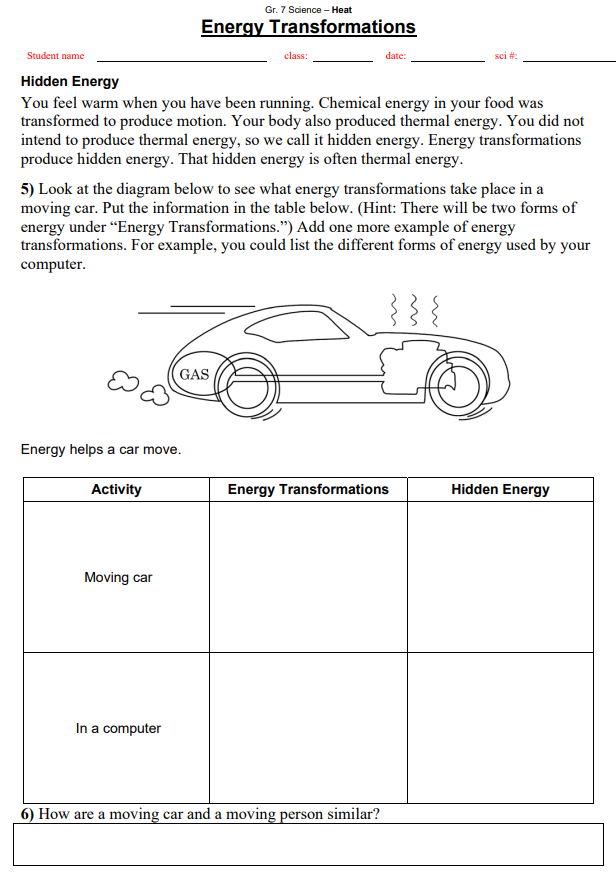 Gr. 7 Science – Heat
Energy Transformations
Student name ____ class: ____ date: ____ sci #: ____
Hidden Energy
You feel warm when you have been running. Chemical energy in your food was
transformed to produce motion. Your body also produced thermal energy. You did not
intend to produce thermal energy, so we call it hidden energy. Energy transformations
produce hidden energy. That hidden energy is often thermal energy.
5) Look at the diagram below to see what energy transformations take place in a
moving car. Put the information in the table below. (Hint: There will be two forms of
energy under “Energy Transformations.”) Add one more example of energy
transformations. For example, you could list the different forms of energy used by your
computer.
GAS
Energy helps a car move.
Activity Energy Transformations Hidden Energy
Moving car
In a computer
6) How are a moving car and a moving person similar?